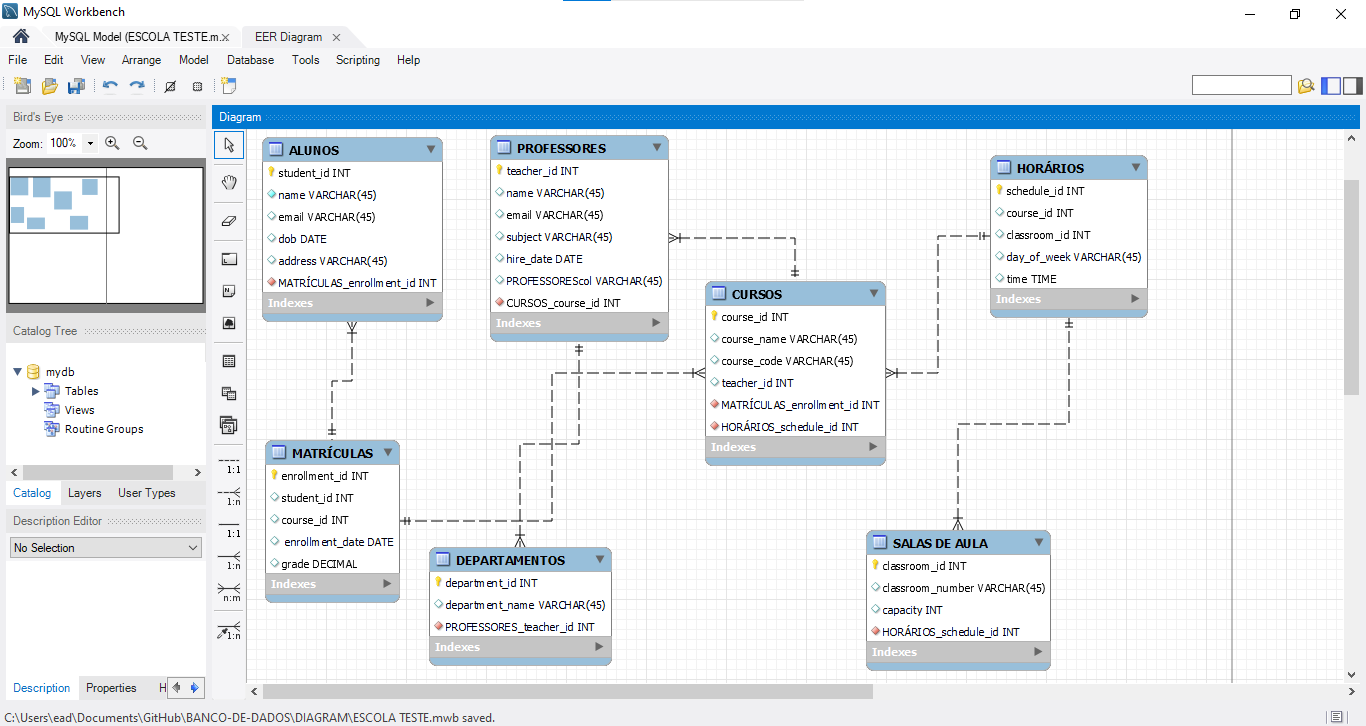 MySQL Workbench
MySQL Model (ESCOLA TESTE.m... ×
EER Diagram ×
File Edit View Arrange Model Database Tools Scripting Help
Bird's Eye
Zoom: 100%
Diagram
ALUNOS
student_id INT
name VARCHAR(45)
email VARCHAR(45)
dob DATE
address VARCHAR(45)
MATRÍCULAS_enrollment_id INT
Indexes
PROFESSORES
teacher_id INT
name VARCHAR(45)
email VARCHAR(45)
subject VARCHAR(45)
hire_date DATE
PROFESSOREScol VARCHAR(45)
CURSOS_course_id INT
Indexes
HORÁRIOS
schedule_id INT
course_id INT
classroom_id INT
day_of_week VARCHAR(45)
time TIME
Indexes
CURSOS
course_id INT
course_name VARCHAR(45)
course_code VARCHAR(45)
teacher_id INT
MATRÍCULAS_enrollment_id INT
HORÁRIOS_schedule_id INT
Indexes
MATRÍCULAS
enrollment_id INT
student_id INT
course_id INT
enrollment_date DATE
grade DECIMAL
Indexes
DEPARTAMENTOS
department_id INT
department_name VARCHAR(45)
PROFESSORES_teacher_id INT
Indexes
SALAS DE AULA
classroom_id INT
classroom_number VARCHAR(45)
capacity INT
HORÁRIOS_schedule_id INT
Indexes
1:1
1:n
1:1
1:n
n:m
1:n
Catalog Tree
mydb
Tables
Views
Routine Groups
Catalog Layers User Types
Description Editor
No Selection
Description Properties H
C:\Users\ead\Documents\GitHub\BANCO-DE-DADOS\DIAGRAM\ESCOLA TESTE.mwb saved.